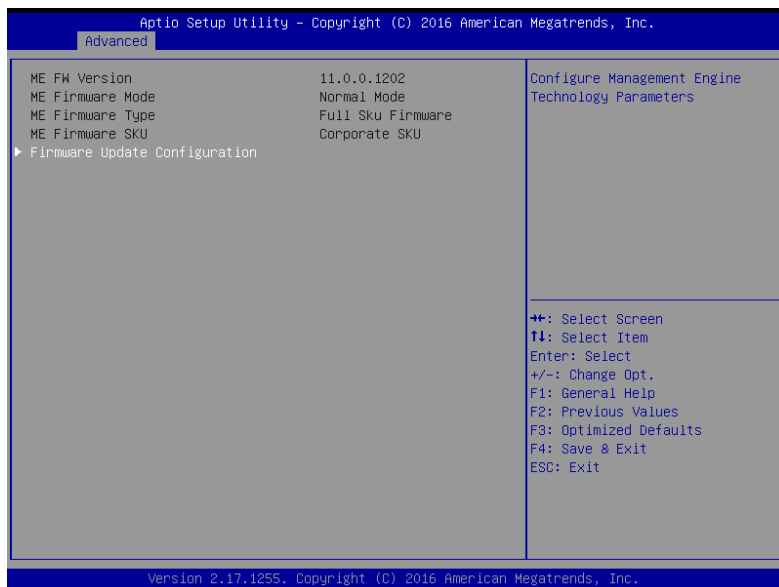 Aptio Setup Utility – Copyright (C) 2016 American Megatrends, Inc.
Advanced
ME FW Version 11.0.0.1202
ME Firmware Mode Normal Mode
ME Firmware Type Full Sku Firmware
ME Firmware SKU Corporate SKU
▶ Firmware Update Configuration
Configure Management Engine
Technology Parameters
→←: Select Screen
↑↓: Select Item
Enter: Select
+/-: Change Opt.
F1: General Help
F2: Previous Values
F3: Optimized Defaults
F4: Save & Exit
ESC: Exit
Version 2.17.1255. Copyright (C) 2016 American Megatrends, Inc.